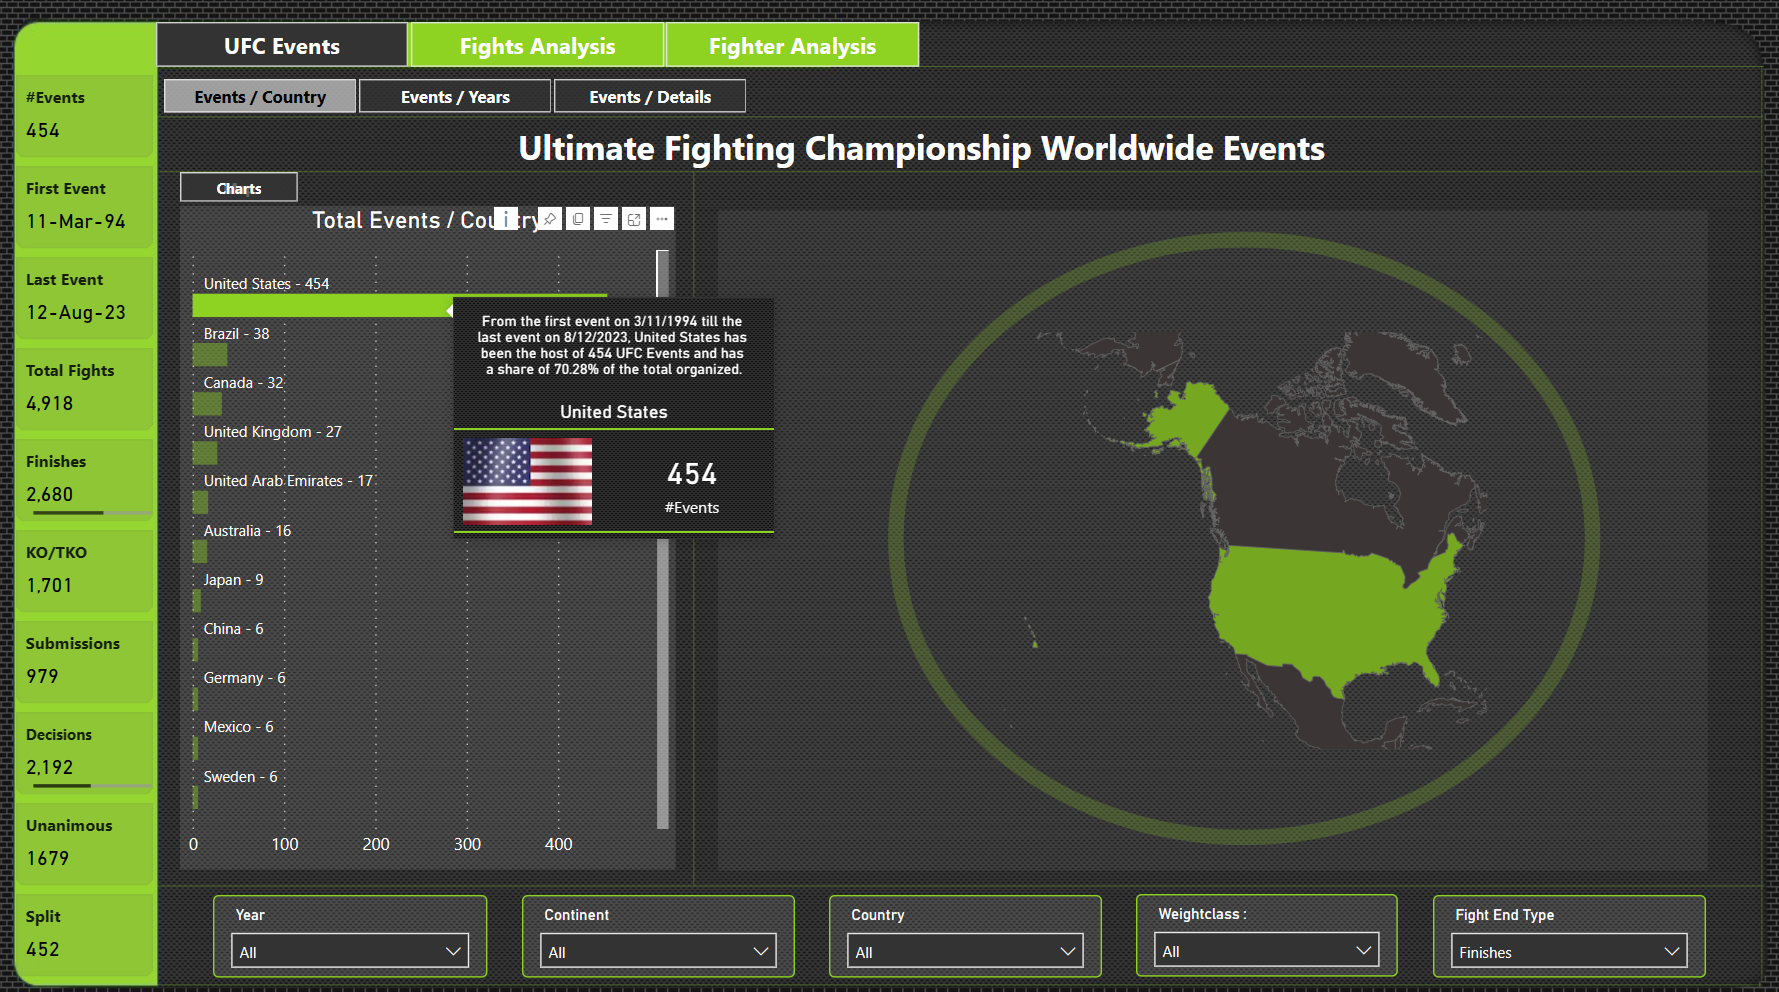 UFC Events
Fights Analysis
Fighter Analysis
Events / Country
Events / Years
Events / Details
Ultimate Fighting Championship Worldwide Events
#Events
454
First Event
11-Mar-94
Last Event
12-Aug-23
Total Fights
4,918
Finishes
2,680
KO/TKO
1,701
Submissions
979
Decisions
2,192
Unanimous
1679
Split
452
Charts
Total Events /
United States - 454
Brazil - 38
Canada - 32
United Kingdom - 27
United Arab Emirates - 17
Australia - 16
Japan - 9
China - 6
Germany - 6
Mexico - 6
Sweden - 6
0 100 200 300 400
From the first event on 3/11/1994 till the
last event on 8/12/2023, United States has
been the host of 454 UFC Events and has
a share of 70.28% of the total organized.
United States
454
#Events
Year
All
Continent
All
Country
All
Weightclass :
All
Fight End Type
Finishes